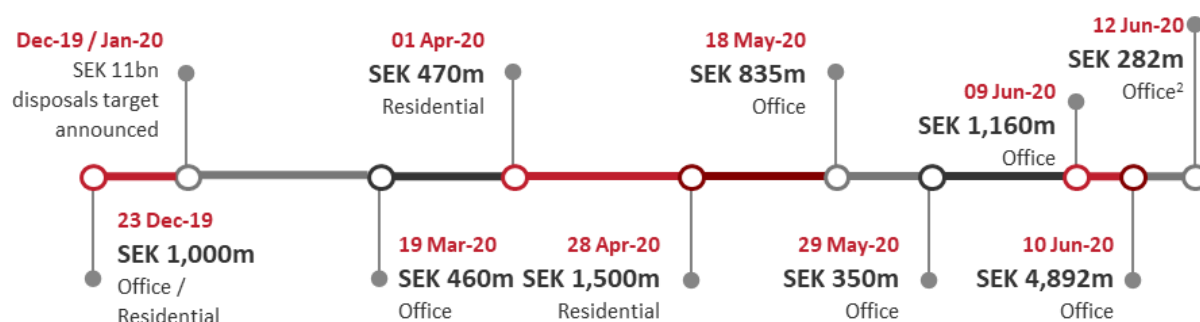 Dec-19 / Jan-20
SEK 11bn
disposals target
announced
23 Dec-19
SEK 1,000m
Office /
Residential
19 Mar-20
SEK 460m
Office
01 Apr-20
SEK 470m
Residential
28 Apr-20
SEK 1,500m
Residential
18 May-20
SEK 835m
Office
29 May-20
SEK 350m
Office
09 Jun-20
SEK 1,160m
Office
10 Jun-20
SEK 4,892m
Office
12 Jun-20
SEK 282m
Office²